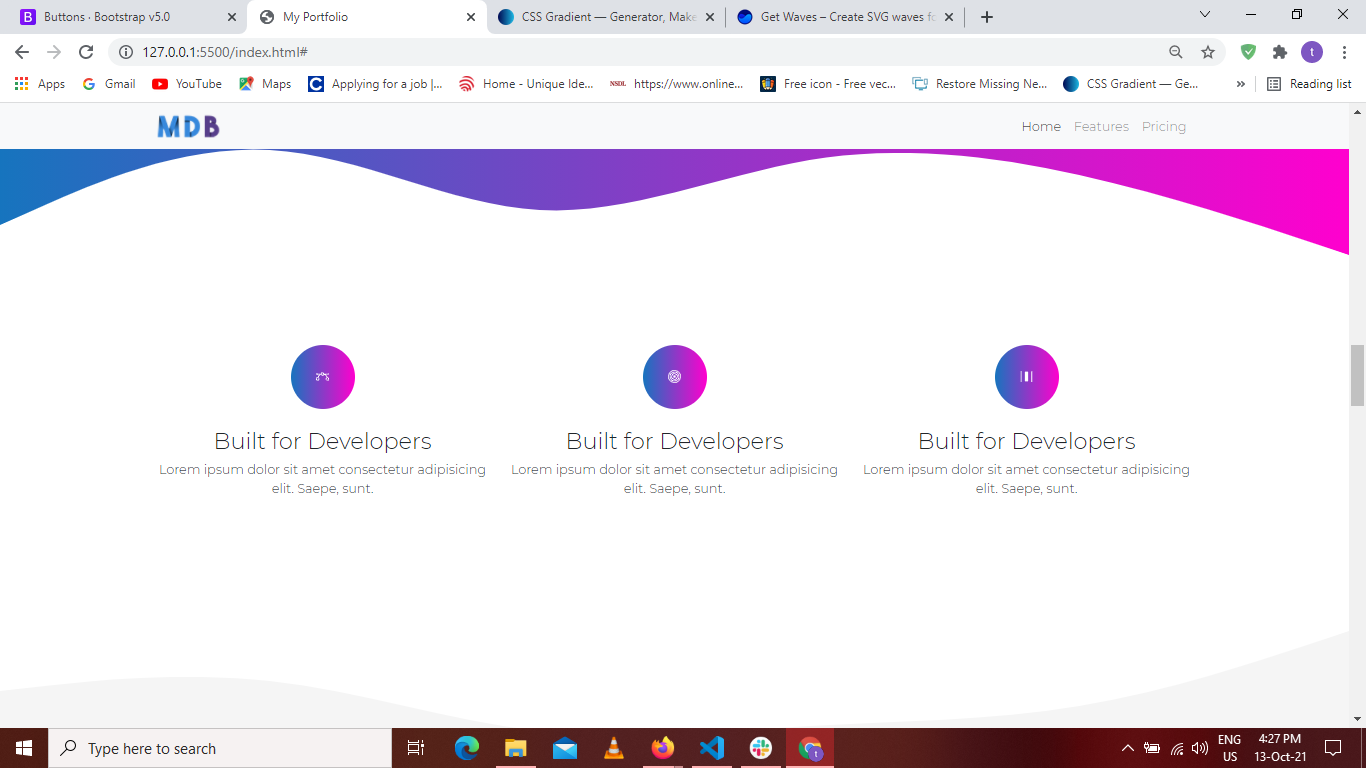 Buttons · Bootstrap v5.0
My Portfolio
CSS Gradient — Generator, Make
Get Waves – Create SVG waves fo
127.0.0.1:5500/index.html#
t
Apps
Gmail
YouTube
Maps
Applying for a job |...
Home - Unique Ide...
NSDL https://www.online...
Free icon - Free vec...
Restore Missing Ne...
CSS Gradient — Ge...
»
Reading list
MDB
Home Features Pricing
Built for Developers
Lorem ipsum dolor sit amet consectetur adipisicing
elit. Saepe, sunt.
Built for Developers
Lorem ipsum dolor sit amet consectetur adipisicing
elit. Saepe, sunt.
Built for Developers
Lorem ipsum dolor sit amet consectetur adipisicing
elit. Saepe, sunt.
Type here to search
t
ENG
US
4:27 PM
13-Oct-21